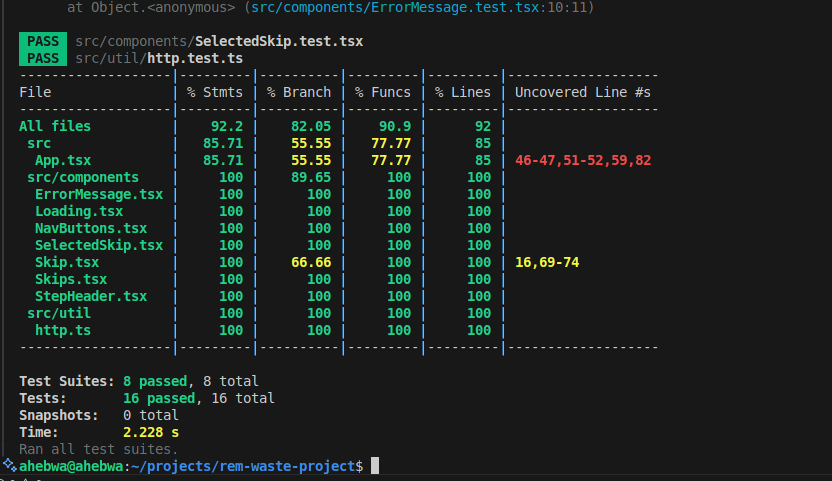 at Object.<anonymous> (src/components/ErrorMessage.test.tsx:10:11)
PASS src/components/SelectedSkip.test.tsx
PASS src/util/http.test.ts
-------------------|---------|----------|---------|---------|-------------------
File               | % Stmts | % Branch | % Funcs | % Lines | Uncovered Line #s
-------------------|---------|----------|---------|---------|-------------------
All files          |    92.2 |    82.05 |    90.9 |      92 |
 src               |   85.71 |    55.55 |   77.77 |      85 |
  App.tsx          |   85.71 |    55.55 |   77.77 |      85 | 46-47,51-52,59,82
 src/components    |     100 |    89.65 |     100 |     100 |
  ErrorMessage.tsx |     100 |      100 |     100 |     100 |
  Loading.tsx      |     100 |      100 |     100 |     100 |
  NavButtons.tsx   |     100 |      100 |     100 |     100 |
  SelectedSkip.tsx |     100 |      100 |     100 |     100 |
  Skip.tsx         |     100 |    66.66 |     100 |     100 | 16,69-74
  Skips.tsx        |     100 |      100 |     100 |     100 |
  StepHeader.tsx   |     100 |      100 |     100 |     100 |
 src/util          |     100 |      100 |     100 |     100 |
  http.ts          |     100 |      100 |     100 |     100 |
-------------------|---------|----------|---------|---------|-------------------
Test Suites: 8 passed, 8 total
Tests:       16 passed, 16 total
Snapshots:   0 total
Time:        2.228 s
Ran all test suites.
ahebwa@ahebwa:~/projects/rem-waste-project$